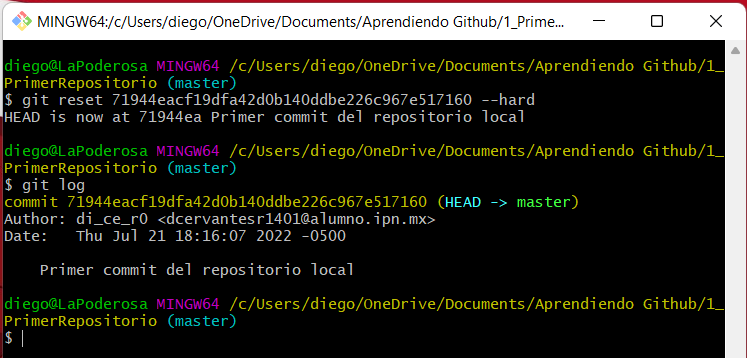 MINGW64:/c/Users/diego/OneDrive/Documents/Aprendiendo Github/1_Prime...
diego@LaPoderosa MINGW64 /c/Users/diego/OneDrive/Documents/Aprendiendo Github/1_
PrimerRepositorio (master)
$ git reset 71944eacf19dfa42d0b140ddbe226c967e517160 --hard
HEAD is now at 71944ea Primer commit del repositorio local
diego@LaPoderosa MINGW64 /c/Users/diego/OneDrive/Documents/Aprendiendo Github/1_
PrimerRepositorio (master)
$ git log
commit 71944eacf19dfa42d0b140ddbe226c967e517160 (HEAD -> master)
Author: di_ce_r0 <dcervantesr1401@alumno.ipn.mx>
Date:   Thu Jul 21 18:16:07 2022 -0500
    Primer commit del repositorio local
diego@LaPoderosa MINGW64 /c/Users/diego/OneDrive/Documents/Aprendiendo Github/1_
PrimerRepositorio (master)
$